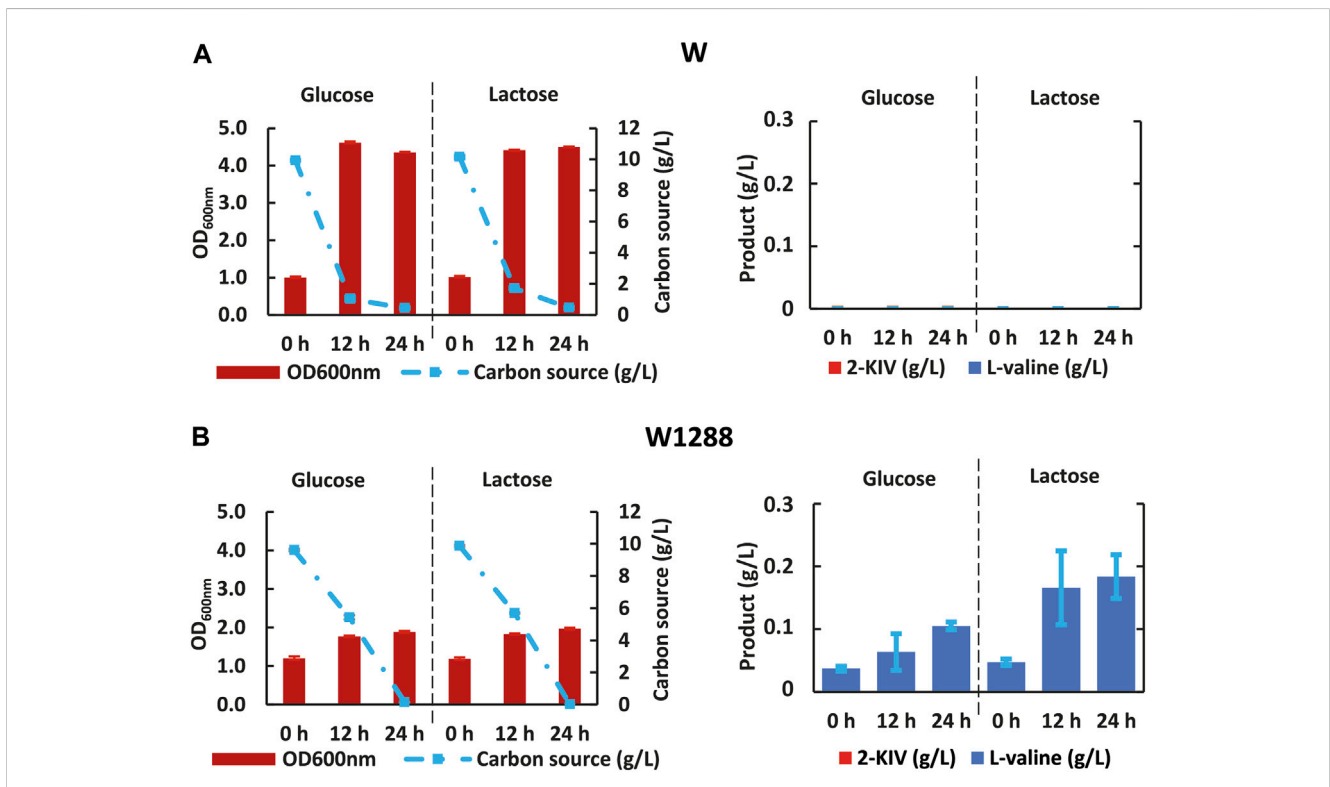 A
W
Glucose
Lactose
5.0
4.0
3.0
2.0
1.0
0.0
OD600nm
12
10
8
6
4
2
0
Carbon source (g/L)
0 h 12 h 24 h 0 h 12 h 24 h
OD600nm Carbon source (g/L)
Glucose
Lactose
0.3
0.2
0.1
0
Product (g/L)
0 h 12 h 24 h 0 h 12 h 24 h
2-KIV (g/L) L-valine (g/L)
B
W1288
Glucose
Lactose
5.0
4.0
3.0
2.0
1.0
0.0
OD600nm
12
10
8
6
4
2
0
Carbon source (g/L)
0 h 12 h 24 h 0 h 12 h 24 h
OD600nm Carbon source (g/L)
Glucose
Lactose
0.3
0.2
0.1
0
Product (g/L)
0 h 12 h 24 h 0 h 12 h 24 h
2-KIV (g/L) L-valine (g/L)